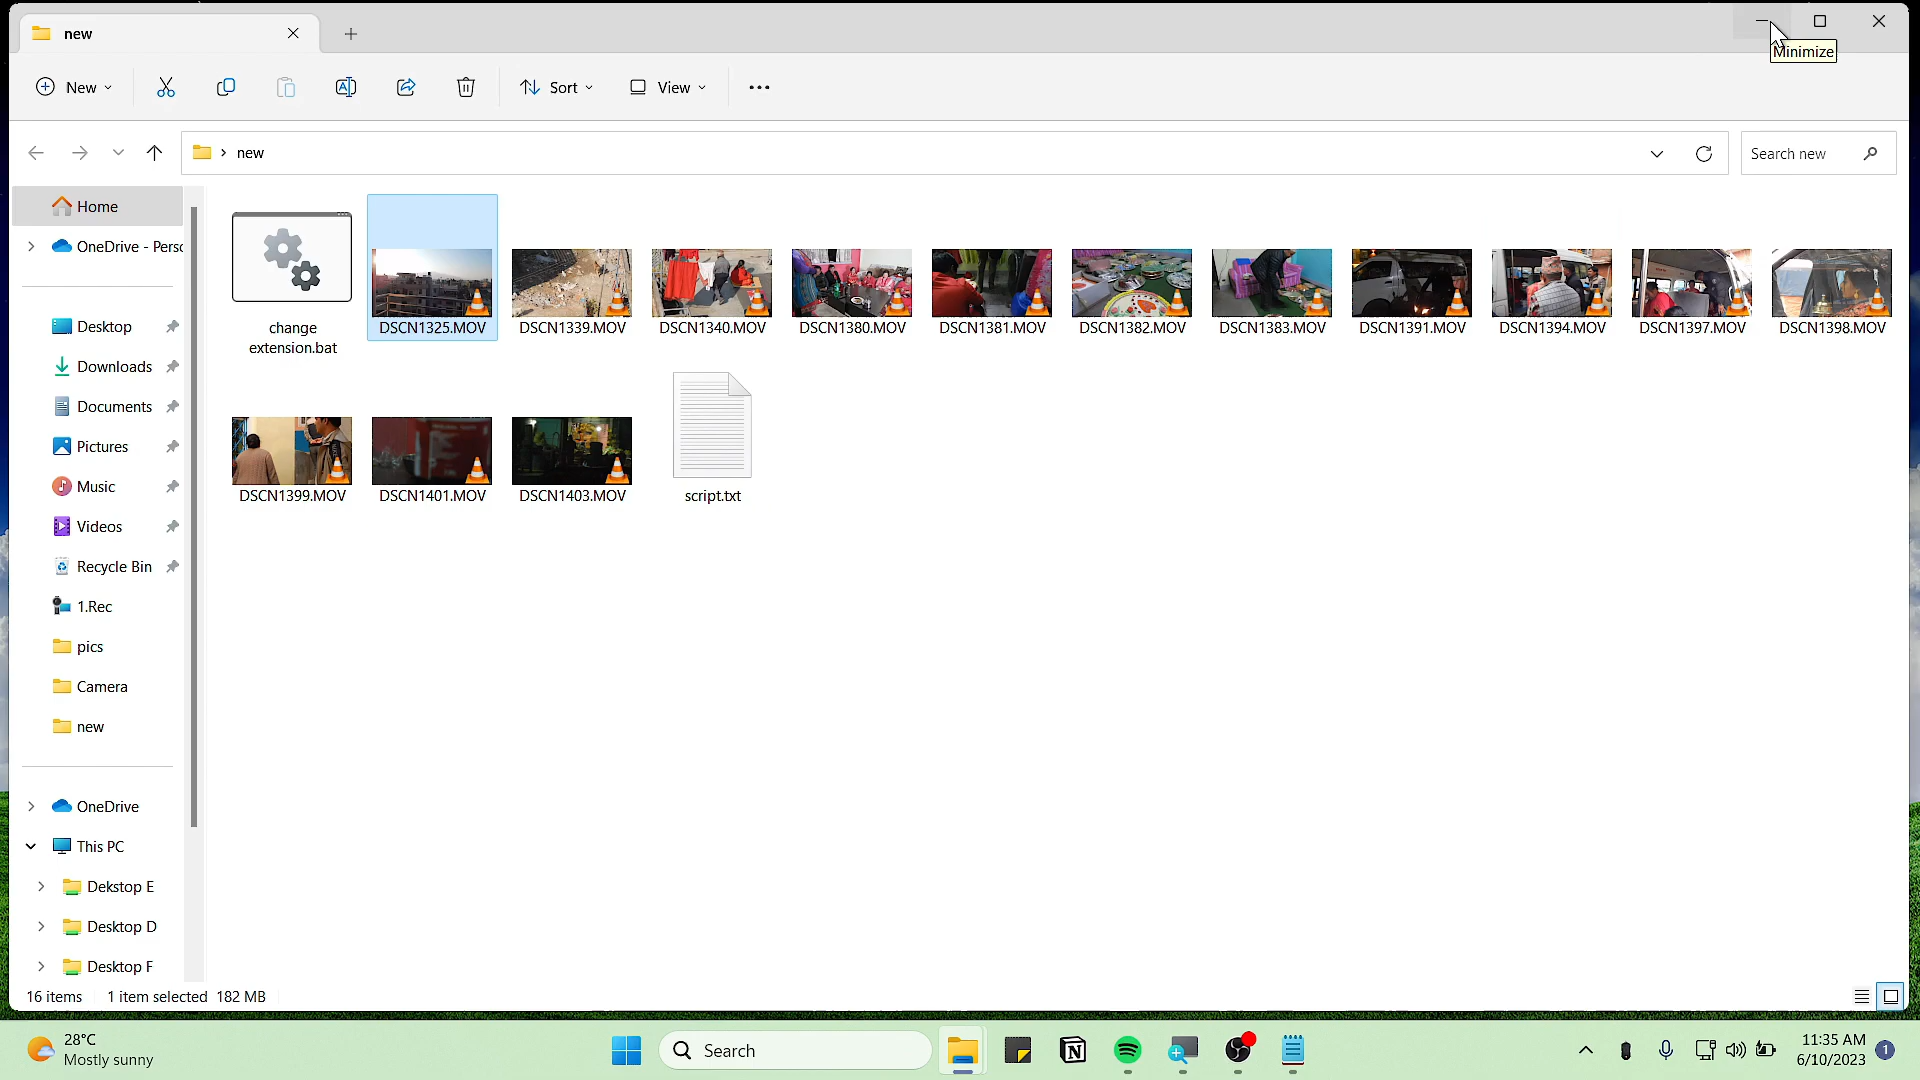 new
Minimize
New
Sort
View
new
Search new
Home
OneDrive - Perso
Desktop
Downloads
Documents
Pictures
Music
Videos
Recycle Bin
1.Rec
pics
Camera
new
OneDrive
This PC
Dekstop E
Desktop D
Desktop F
change
extension.bat
DSCN1325.MOV
DSCN1339.MOV
DSCN1340.MOV
DSCN1380.MOV
DSCN1381.MOV
DSCN1382.MOV
DSCN1383.MOV
DSCN1391.MOV
DSCN1394.MOV
DSCN1397.MOV
DSCN1398.MOV
DSCN1399.MOV
DSCN1401.MOV
DSCN1403.MOV
script.txt
16 items 1 item selected 182 MB
28°C
Mostly sunny
Search
11:35 AM
6/10/2023
1